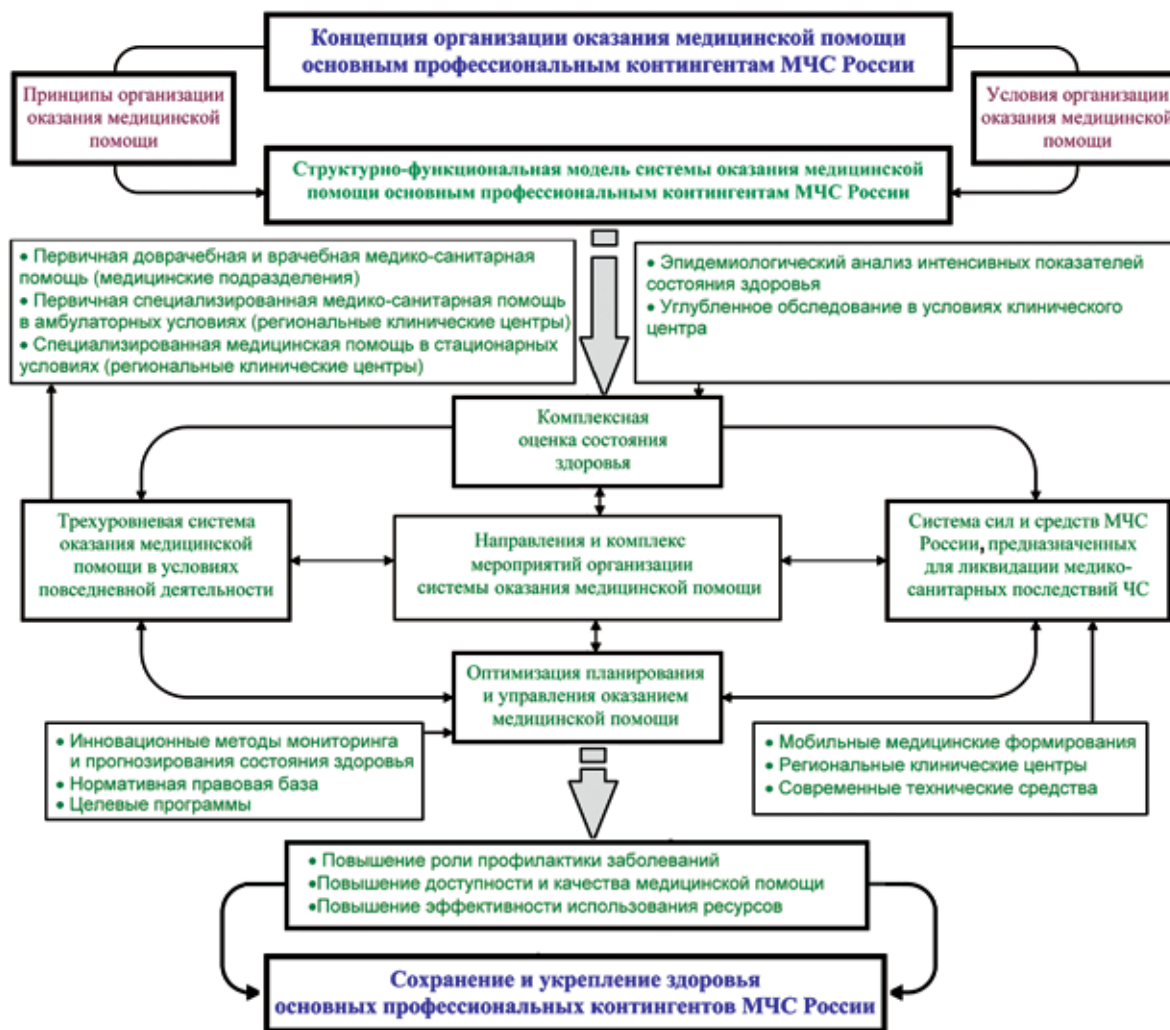 Концепция организации оказания медицинской помощи
основным профессиональным контингентам МЧС России
Принципы организации
оказания медицинской
помощи
Условия организации
оказания медицинской
помощи
Структурно-функциональная модель системы оказания медицинской
помощи основным профессиональным контингентам МЧС России
• Первичная доврачебная и врачебная медико-санитарная
помощь (медицинские подразделения)
• Первичная специализированная медико-санитарная помощь
в амбулаторных условиях (региональные клинические центры)
• Специализированная медицинская помощь в стационарных
условиях (региональные клинические центры)
• Эпидемиологический анализ интенсивных показателей
состояния здоровья
• Углубленное обследование в условиях клинического
центра
Комплексная
оценка состояния
здоровья
Трехуровневая система
оказания медицинской
помощи в условиях
повседневной деятельности
Направления и комплекс
мероприятий организации
системы оказания медицинской помощи
Система сил и средств МЧС
России, предназначенных
для ликвидации медико-
санитарных последствий ЧС
Оптимизация планирования
и управления оказанием
медицинской помощи
• Инновационные методы мониторинга
и прогнозирования состояния здоровья
• Нормативная правовая база
• Целевые программы
• Мобильные медицинские формирования
• Региональные клинические центры
• Современные технические средства
• Повышение роли профилактики заболеваний
•Повышение доступности и качества медицинской помощи
•Повышение эффективности использования ресурсов
Сохранение и укрепление здоровья
основных профессиональных контингентов МЧС России